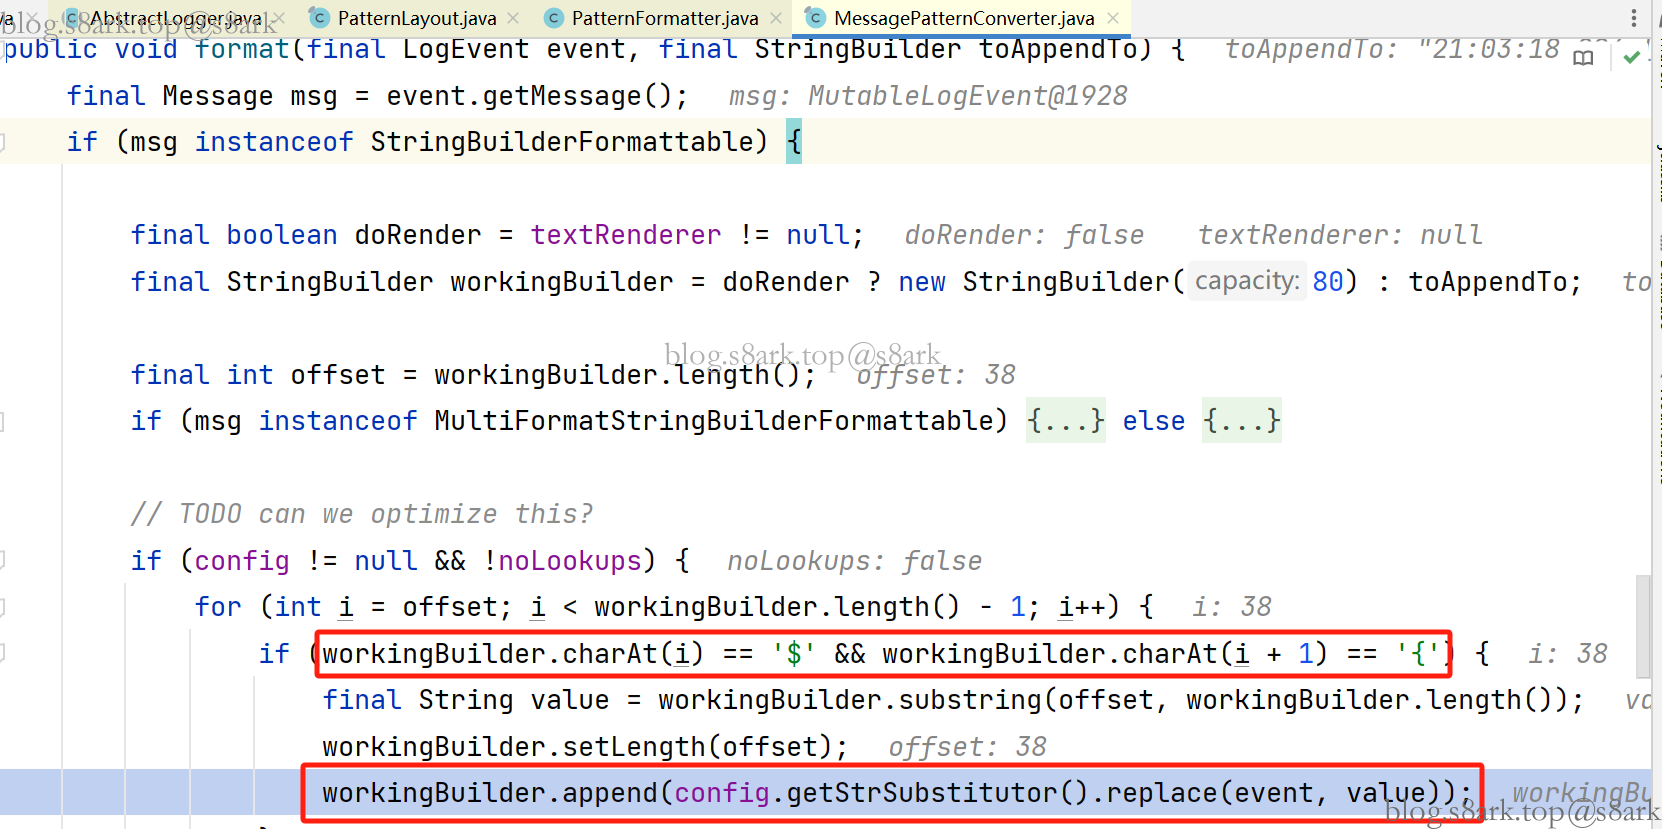 va AbstractLogger.java PatternLayout.java PatternFormatter.java MessagePatternConverter.java
blog.s8ark.top@s8ark
public void format(final LogEvent event, final StringBuilder toAppendTo) { toAppendTo: "21:03:18
final Message msg = event.getMessage(); msg: MutableLogEvent@1928
if (msg instanceof StringBuilderFormattable) {
final boolean doRender = textRenderer != null; doRender: false textRenderer: null
final StringBuilder workingBuilder = doRender ? new StringBuilder( capacity: 80) : toAppendTo; to
blog.s8ark.top@s8ark
final int offset = workingBuilder.length(); offset: 38
if (msg instanceof MultiFormatStringBuilderFormattable) {...} else {...}
// TODO can we optimize this?
if (config != null && !noLookups) { noLookups: false
for (int i = offset; i < workingBuilder.length() - 1; i++) { i: 38
if (workingBuilder.charAt(i) == '$' && workingBuilder.charAt(i + 1) == '{') { i: 38
final String value = workingBuilder.substring(offset, workingBuilder.length()); va
workingBuilder.setLength(offset); offset: 38
workingBuilder.append(config.getStrSubstitutor().replace(event, value)); workingBu
blog.s8ark.top@s8ark